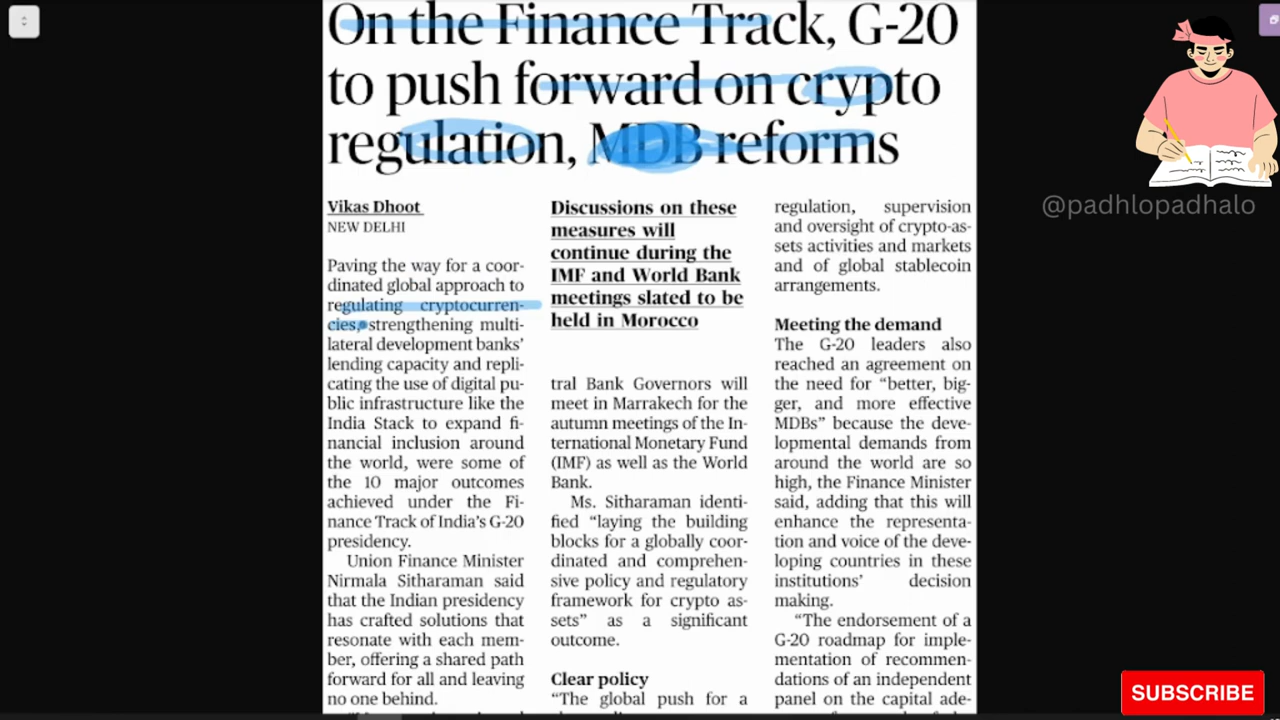 On the Finance Track, G-20
to push forward on crypto
regulation, MDB reforms
Vikas Dhoot
NEW DELHI
Paving the way for a coor-
dinated global approach to
regulating cryptocurren-
cies, strengthening multi-
lateral development banks’
lending capacity and repli-
cating the use of digital pu-
blic infrastructure like the
India Stack to expand fi-
nancial inclusion around
the world, were some of
the 10 major outcomes
achieved under the Fi-
nance Track of India’s G-20
presidency.
Union Finance Minister
Nirmala Sitharaman said
that the Indian presidency
has crafted solutions that
resonate with each mem-
ber, offering a shared path
forward for all and leaving
no one behind.
Discussions on these
measures will
continue during the
IMF and World Bank
meetings slated to be
held in Morocco
tral Bank Governors will
meet in Marrakech for the
autumn meetings of the In-
ternational Monetary Fund
(IMF) as well as the World
Bank.
Ms. Sitharaman identi-
fied “laying the building
blocks for a globally coor-
dinated and comprehen-
sive policy and regulatory
framework for crypto as-
sets” as a significant
outcome.
Clear policy
“The global push for a
regulation, supervision
and oversight of crypto-as-
sets activities and markets
and of global stablecoin
arrangements.
Meeting the demand
The G-20 leaders also
reached an agreement on
the need for “better, big-
ger, and more effective
MDBs” because the deve-
lopmental demands from
around the world are so
high, the Finance Minister
said, adding that this will
enhance the representa-
tion and voice of the deve-
loping countries in these
institutions’ decision
making.
“The endorsement of a
G-20 roadmap for imple-
mentation of recommen-
dations of an independent
panel on the capital ade-
@padhlopadhalo
SUBSCRIBE